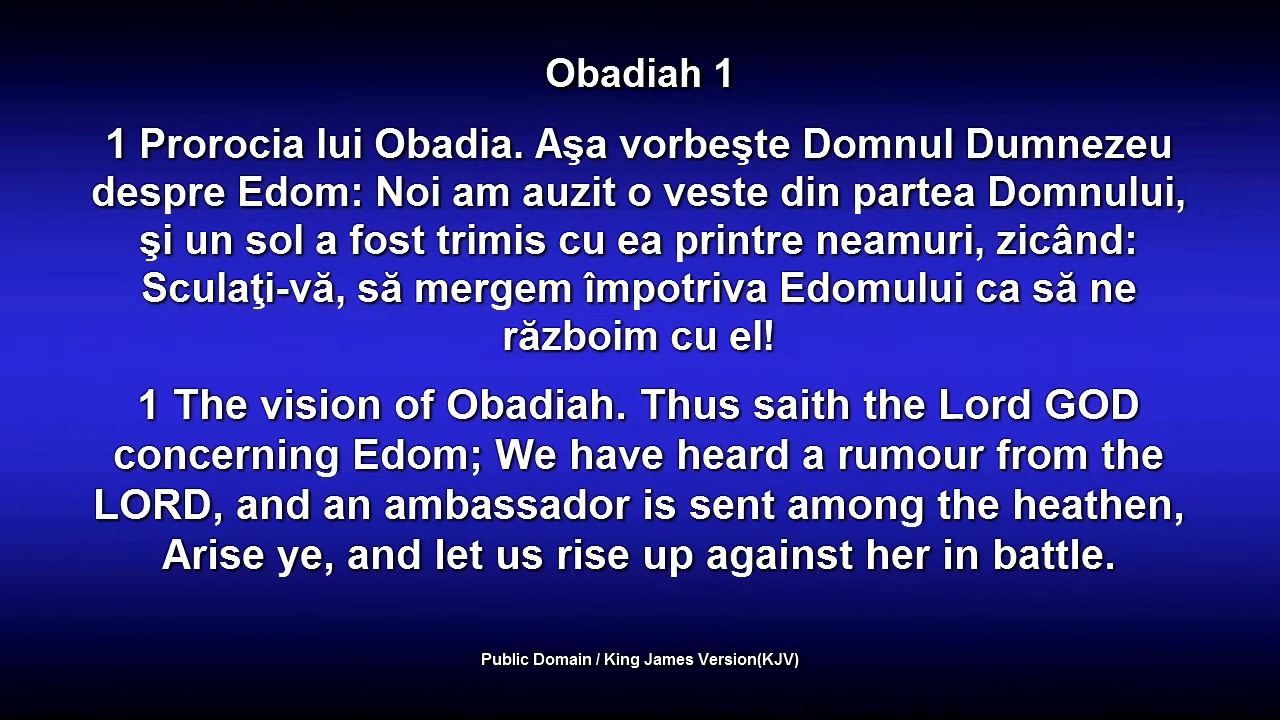 Obadiah 1
1 Prorocia lui Obadia. Aşa vorbeşte Domnul Dumnezeu
despre Edom: Noi am auzit o veste din partea Domnului,
şi un sol a fost trimis cu ea printre neamuri, zicând:
Sculaţi-vă, să mergem împotriva Edomului ca să ne
războim cu el!
1 The vision of Obadiah. Thus saith the Lord GOD
concerning Edom; We have heard a rumour from the
LORD, and an ambassador is sent among the heathen,
Arise ye, and let us rise up against her in battle.
Public Domain / King James Version(KJV)